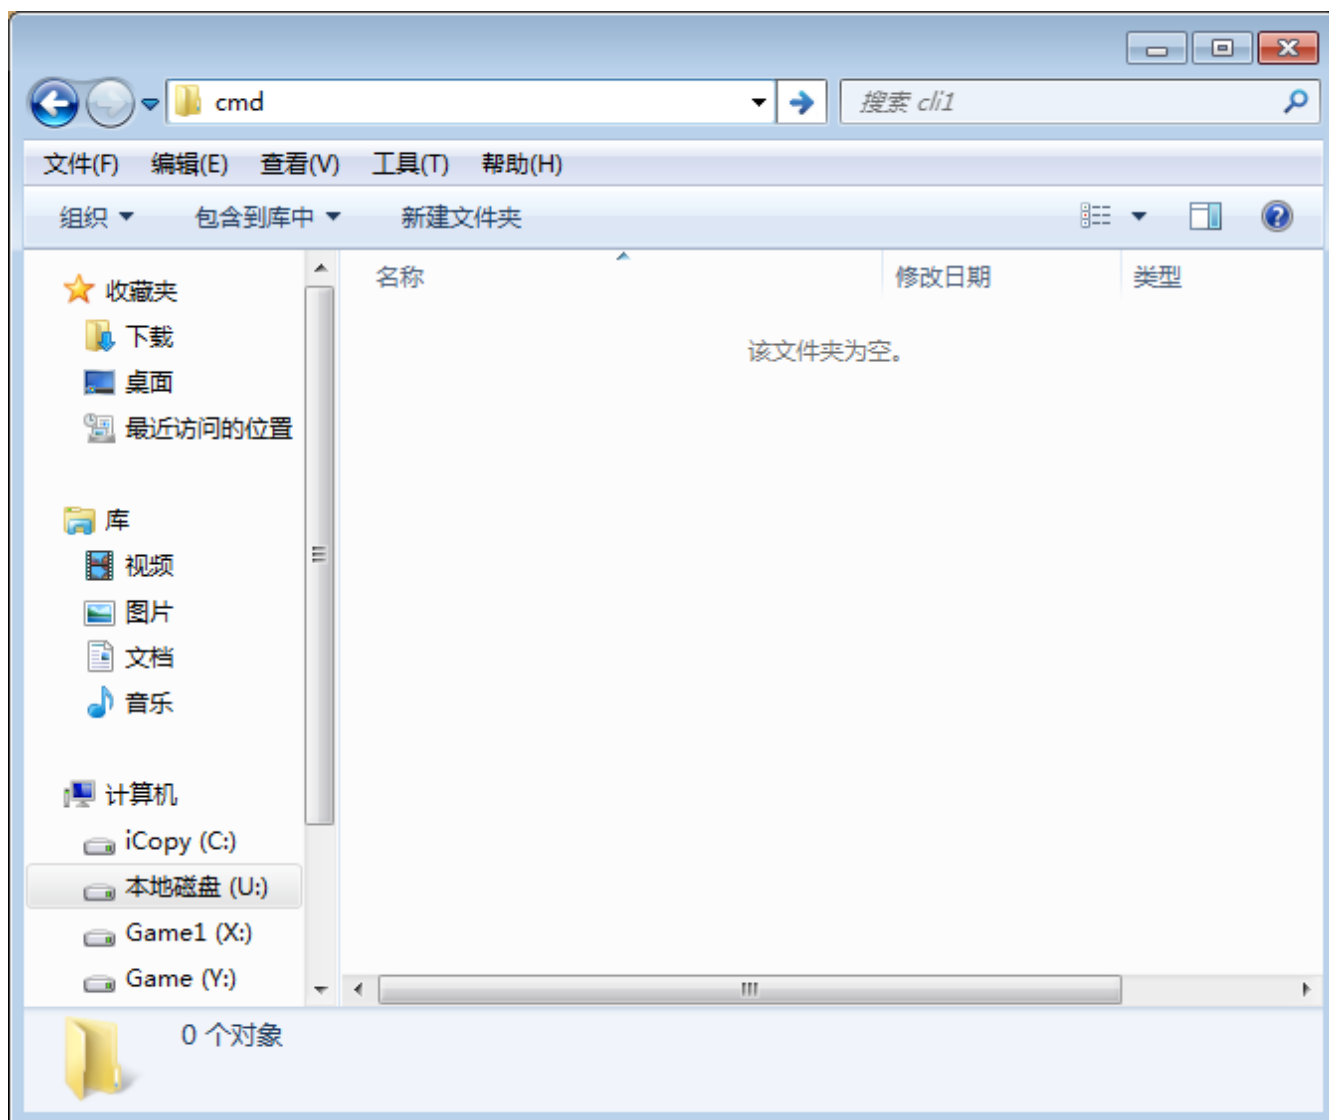 cmd
搜索 cli1
文件(F) 编辑(E) 查看(V) 工具(T) 帮助(H)
组织 包含到库中 新建文件夹
名称 修改日期 类型
该文件夹为空。
收藏夹
下载
桌面
最近访问的位置
库
视频
图片
文档
音乐
计算机
iCopy (C:)
本地磁盘 (U:)
Game1 (X:)
Game (Y:)
0 个对象